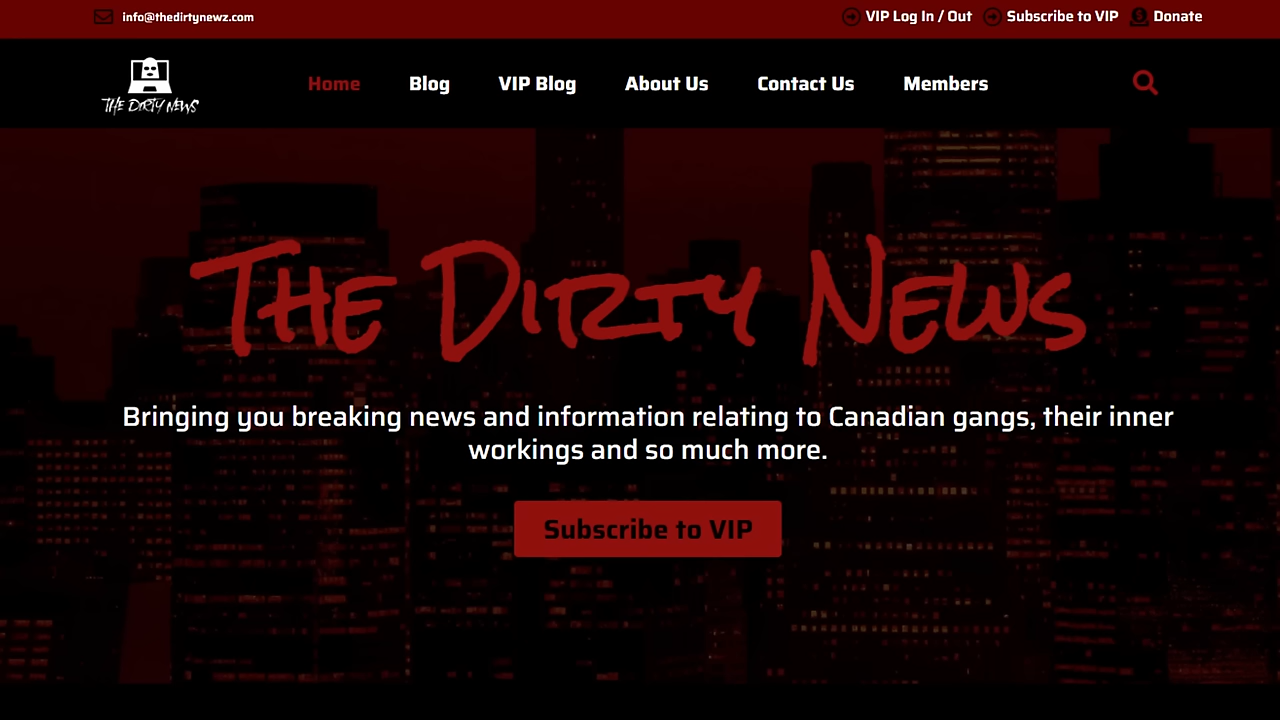 info@thedirtynewz.com
VIP Log In / Out Subscribe to VIP Donate
THE DIRTY NEWS
Home Blog VIP Blog About Us Contact Us Members
The Dirty News
Bringing you breaking news and information relating to Canadian gangs, their inner
workings and so much more.
Subscribe to VIP